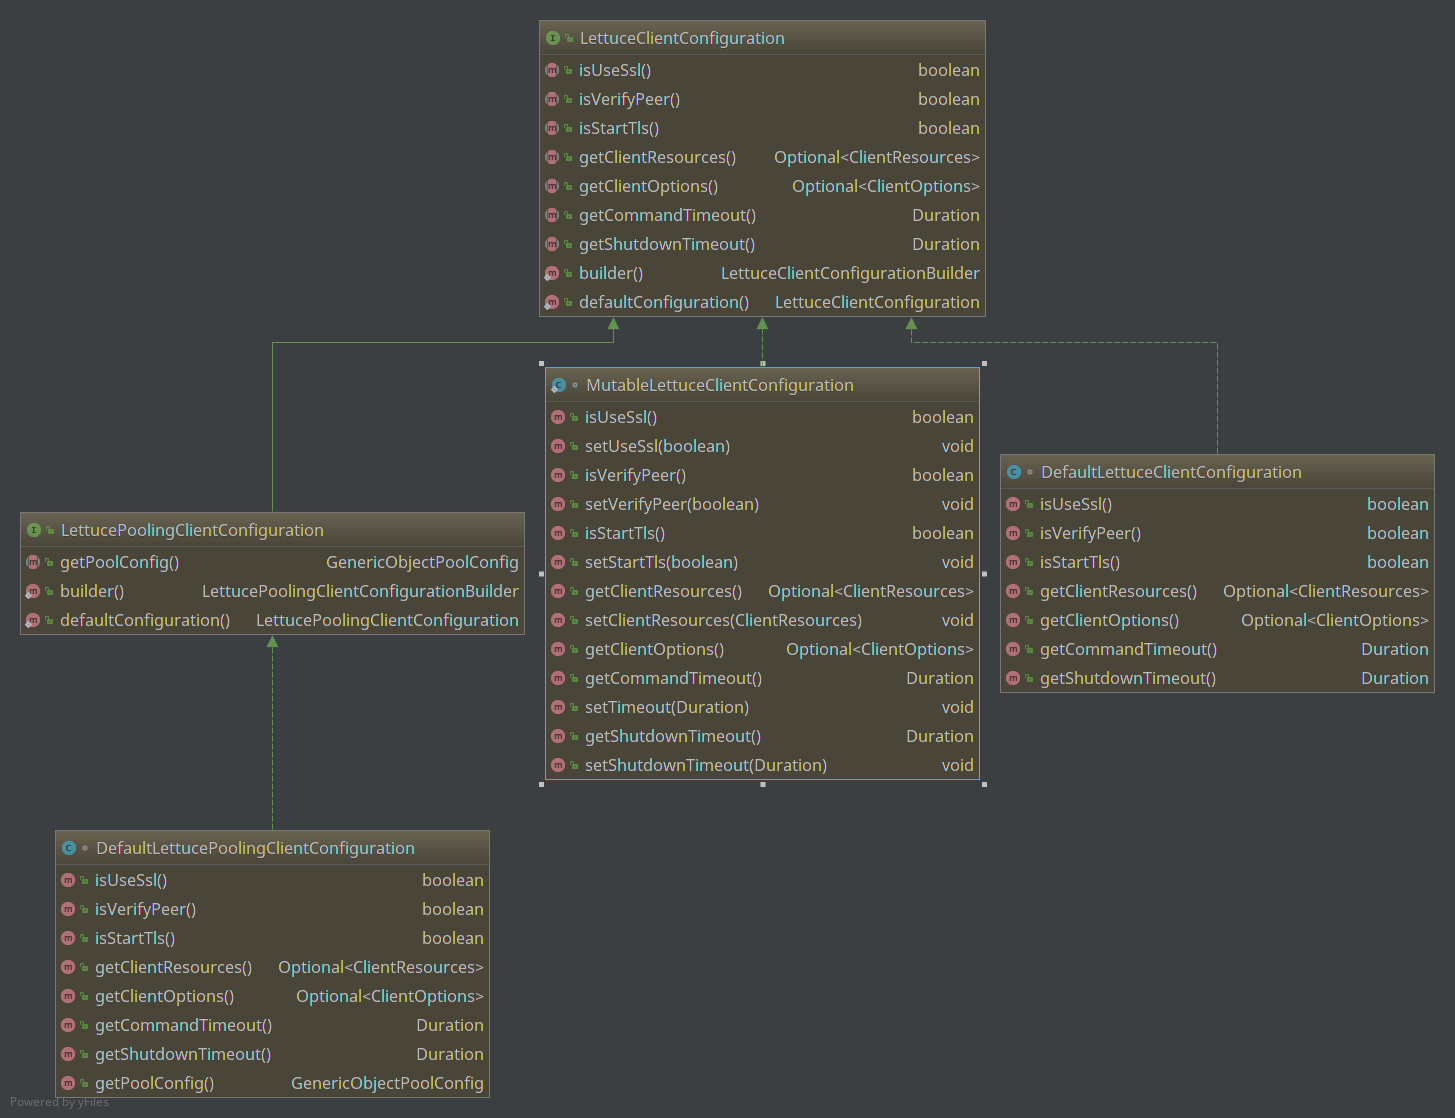 LettuceClientConfiguration
isUseSsl() boolean
isVerifyPeer() boolean
isStartTls() boolean
getClientResources() Optional<ClientResources>
getClientOptions() Optional<ClientOptions>
getCommandTimeout() Duration
getShutdownTimeout() Duration
builder() LettuceClientConfigurationBuilder
defaultConfiguration() LettuceClientConfiguration
MutableLettuceClientConfiguration
isUseSsl() boolean
setUseSsl(boolean) void
isVerifyPeer() boolean
setVerifyPeer(boolean) void
isStartTls() boolean
setStartTls(boolean) void
getClientResources() Optional<ClientResources>
setClientResources(ClientResources) void
getClientOptions() Optional<ClientOptions>
getCommandTimeout() Duration
setTimeout(Duration) void
getShutdownTimeout() Duration
setShutdownTimeout(Duration) void
DefaultLettuceClientConfiguration
isUseSsl() boolean
isVerifyPeer() boolean
isStartTls() boolean
getClientResources() Optional<ClientResources>
getClientOptions() Optional<ClientOptions>
getCommandTimeout() Duration
getShutdownTimeout() Duration
LettucePoolingClientConfiguration
getPoolConfig() GenericObjectPoolConfig
builder() LettucePoolingClientConfigurationBuilder
defaultConfiguration() LettucePoolingClientConfiguration
DefaultLettucePoolingClientConfiguration
isUseSsl() boolean
isVerifyPeer() boolean
isStartTls() boolean
getClientResources() Optional<ClientResources>
getClientOptions() Optional<ClientOptions>
getCommandTimeout() Duration
getShutdownTimeout() Duration
getPoolConfig() GenericObjectPoolConfig
Powered by yFiles